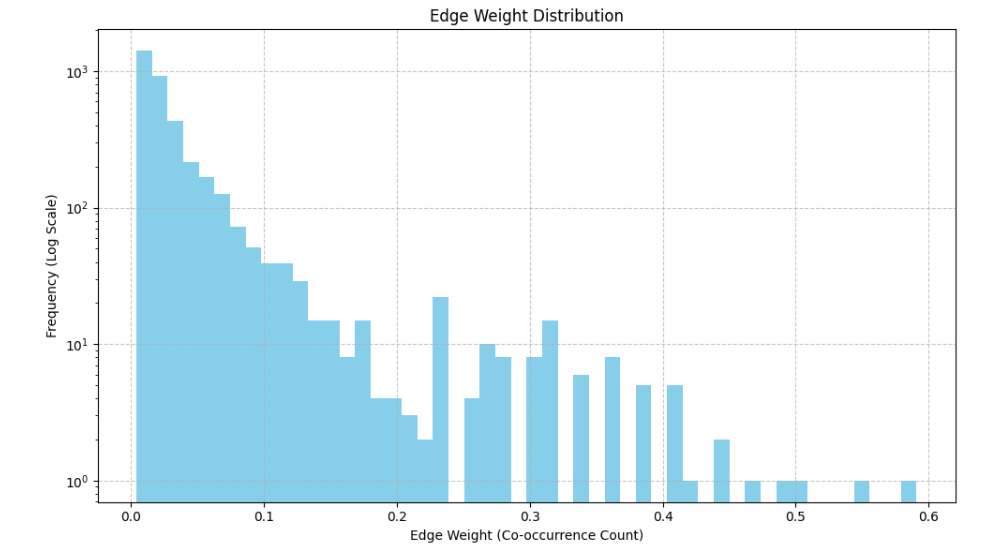 Edge Weight Distribution
Frequency (Log Scale)
10³
10²
10¹
10⁰
0.0 0.1 0.2 0.3 0.4 0.5 0.6
Edge Weight (Co-occurrence Count)